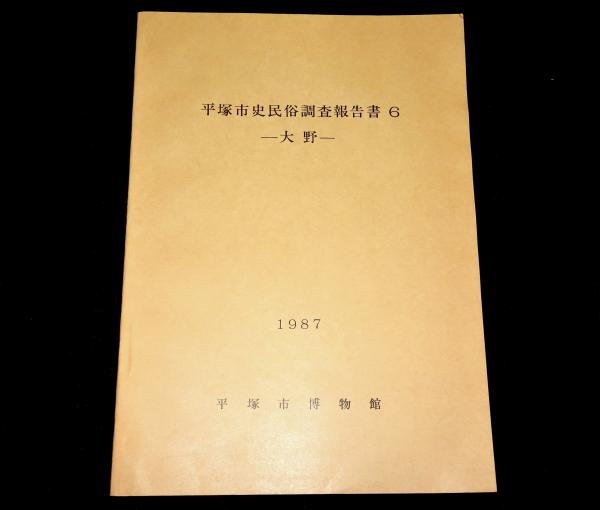 平塚市史民俗調査報告書 6
—大 野—
1987
平 塚 市 博 物 館